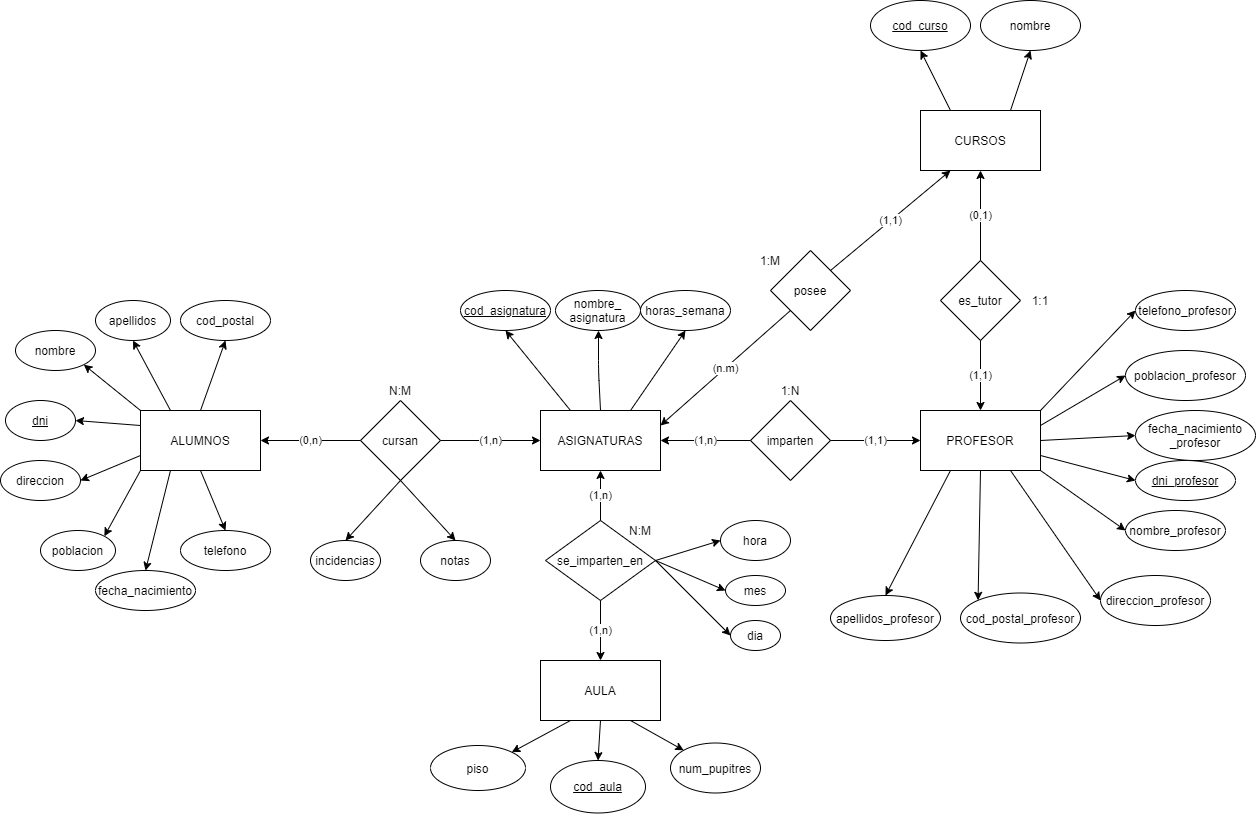 cod_curso
nombre
CURSOS
(1,1)
(0,1)
1:M
posee
es_tutor
1:1
cod_asignatura
nombre_
asignatura
horas_semana
telefono_profesor
apellidos
cod_postal
nombre
(n.m)
(1,1)
poblacion_profesor
N:M
1:N
dni
ALUMNOS
(0,n)
cursan
(1,n)
ASIGNATURAS
(1,n)
imparten
(1,1)
PROFESOR
fecha_nacimiento
_profesor
direccion
dni_profesor
(1,n)
N:M
nombre_profesor
poblacion
telefono
hora
incidencias
notas
se_imparten_en
fecha_nacimiento
mes
direccion_profesor
apellidos_profesor
cod_postal_profesor
(1,n)
dia
AULA
piso
num_pupitres
cod_aula